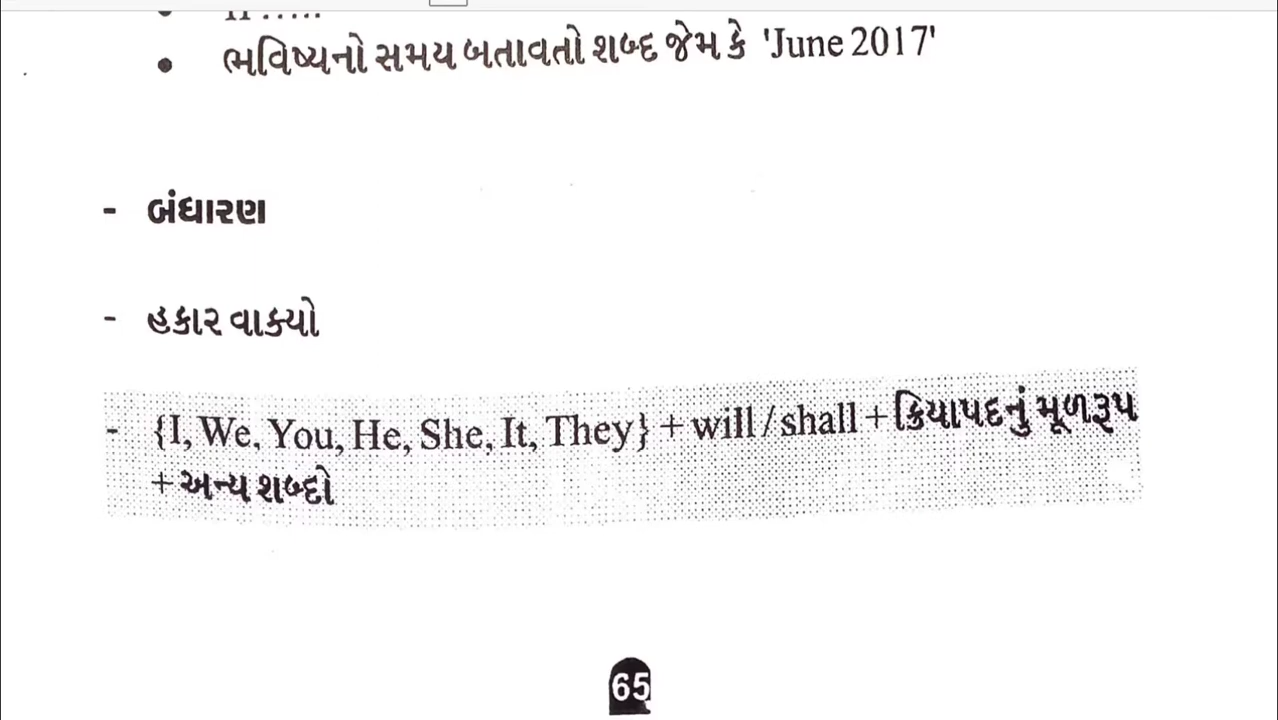 • ભવિષ્યનો સમય બતાવતો શબ્દ જેમ કે 'June 2017'
- બંધારણ
- હકાર વાક્યો
- {I, We, You, He, She, It, They} + will / shall + ક્રિયાપદનું મૂળરૂપ
+ અન્ય શબ્દો
65